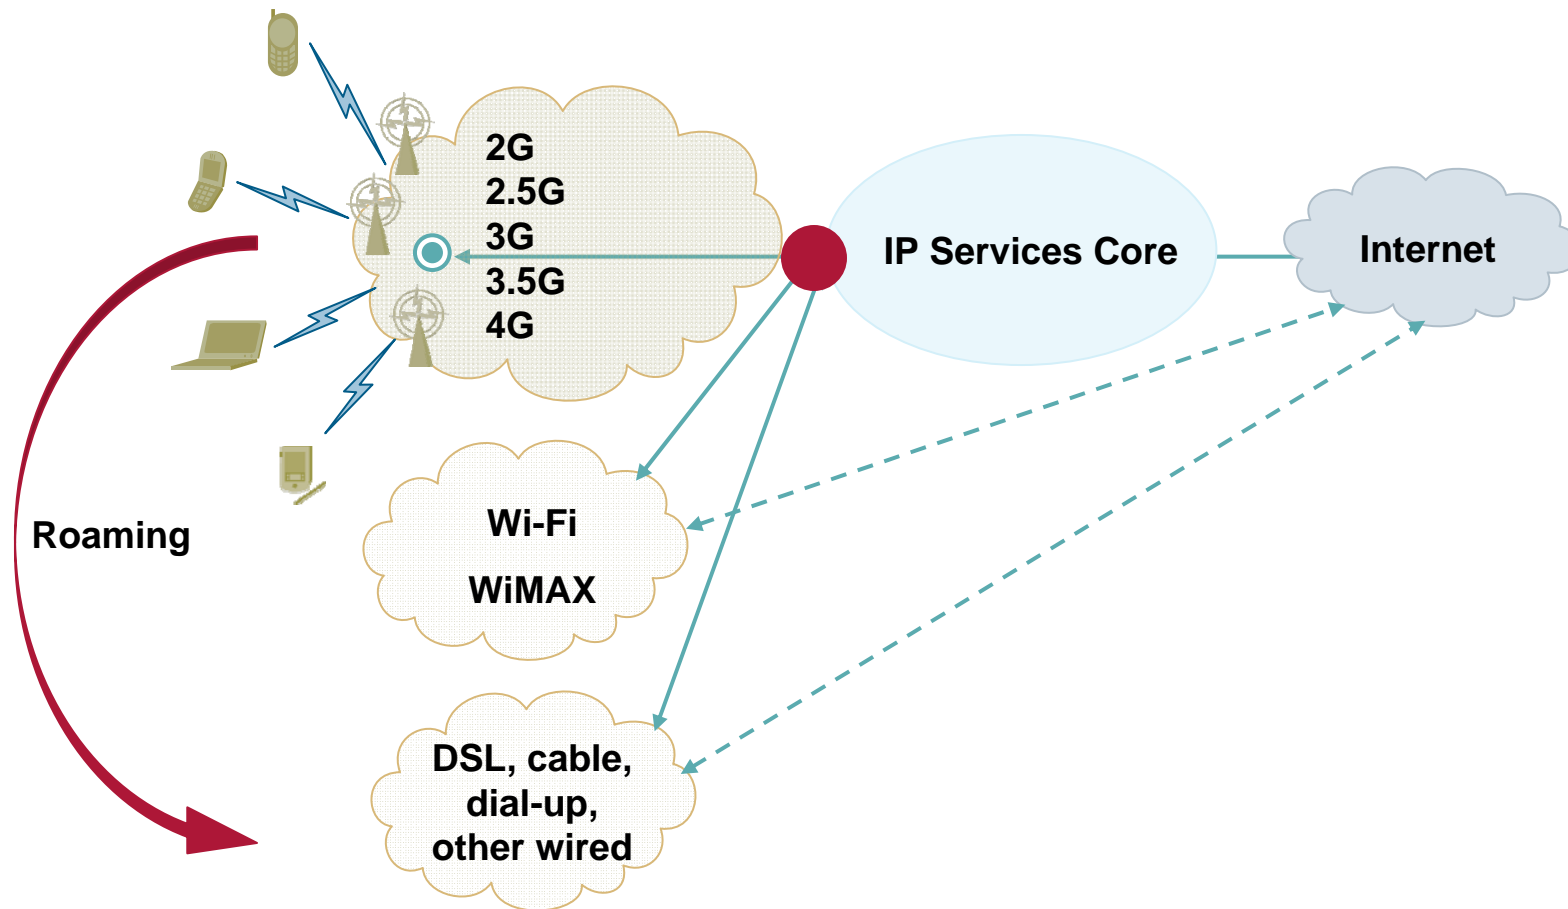 2G
2.5G
3G
3.5G
4G
IP Services Core
Internet
Roaming
Wi-Fi
WiMAX
DSL, cable,
dial-up,
other wired